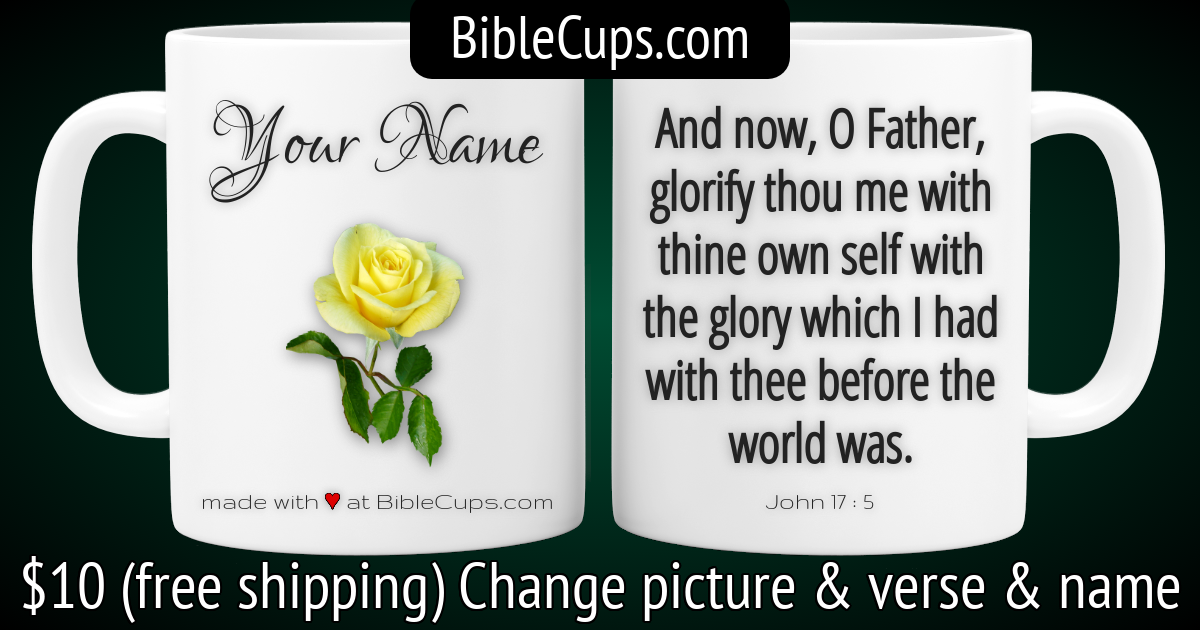 BibleCups.com
Your Name
made with ♥ at BibleCups.com
And now, O Father,
glorify thou me with
thine own self with
the glory which I had
with thee before the
world was.
John 17 : 5
$10 (free shipping) Change picture & verse & name